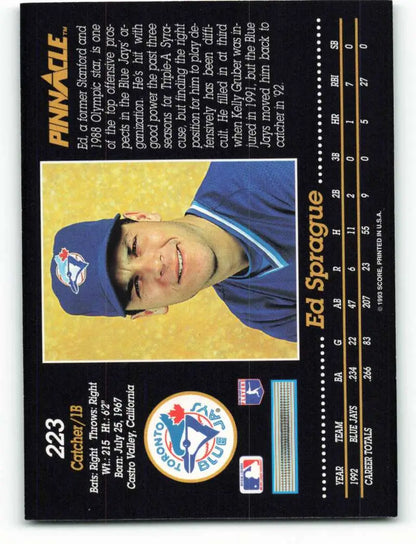 PINNACLE™
Ed, a former Stanford and
1988 Olympic star, is one
of the top offensive pros-
pects in the Blue Jays' or-
ganization. He's hit with
good power the past three
seasons for Triple-A Syra-
cuse, but finding the right
position for him to play de-
fensively has been diffi-
cult. He filled in at third
when Kelly Gruber was in-
jured in 1991, but the Blue
Jays moved him back to
catcher in '92.
223
Catcher/1B
Bats: Right Throws: Right
Wt.: 215 Ht.: 6'2"
Born: July 25, 1967
Castro Valley, California
TORONTO
BLUE JAYS
Ed Sprague
YEAR TEAM BA G AB R H 2B 3B HR RBI SB
1992 BLUE JAYS .234 22 47 6 11 2 0 1 7 0
CAREER TOTALS .266 83 207 23 55 9 0 5 27 0
© 1993 SCORE, PRINTED IN U.S.A.